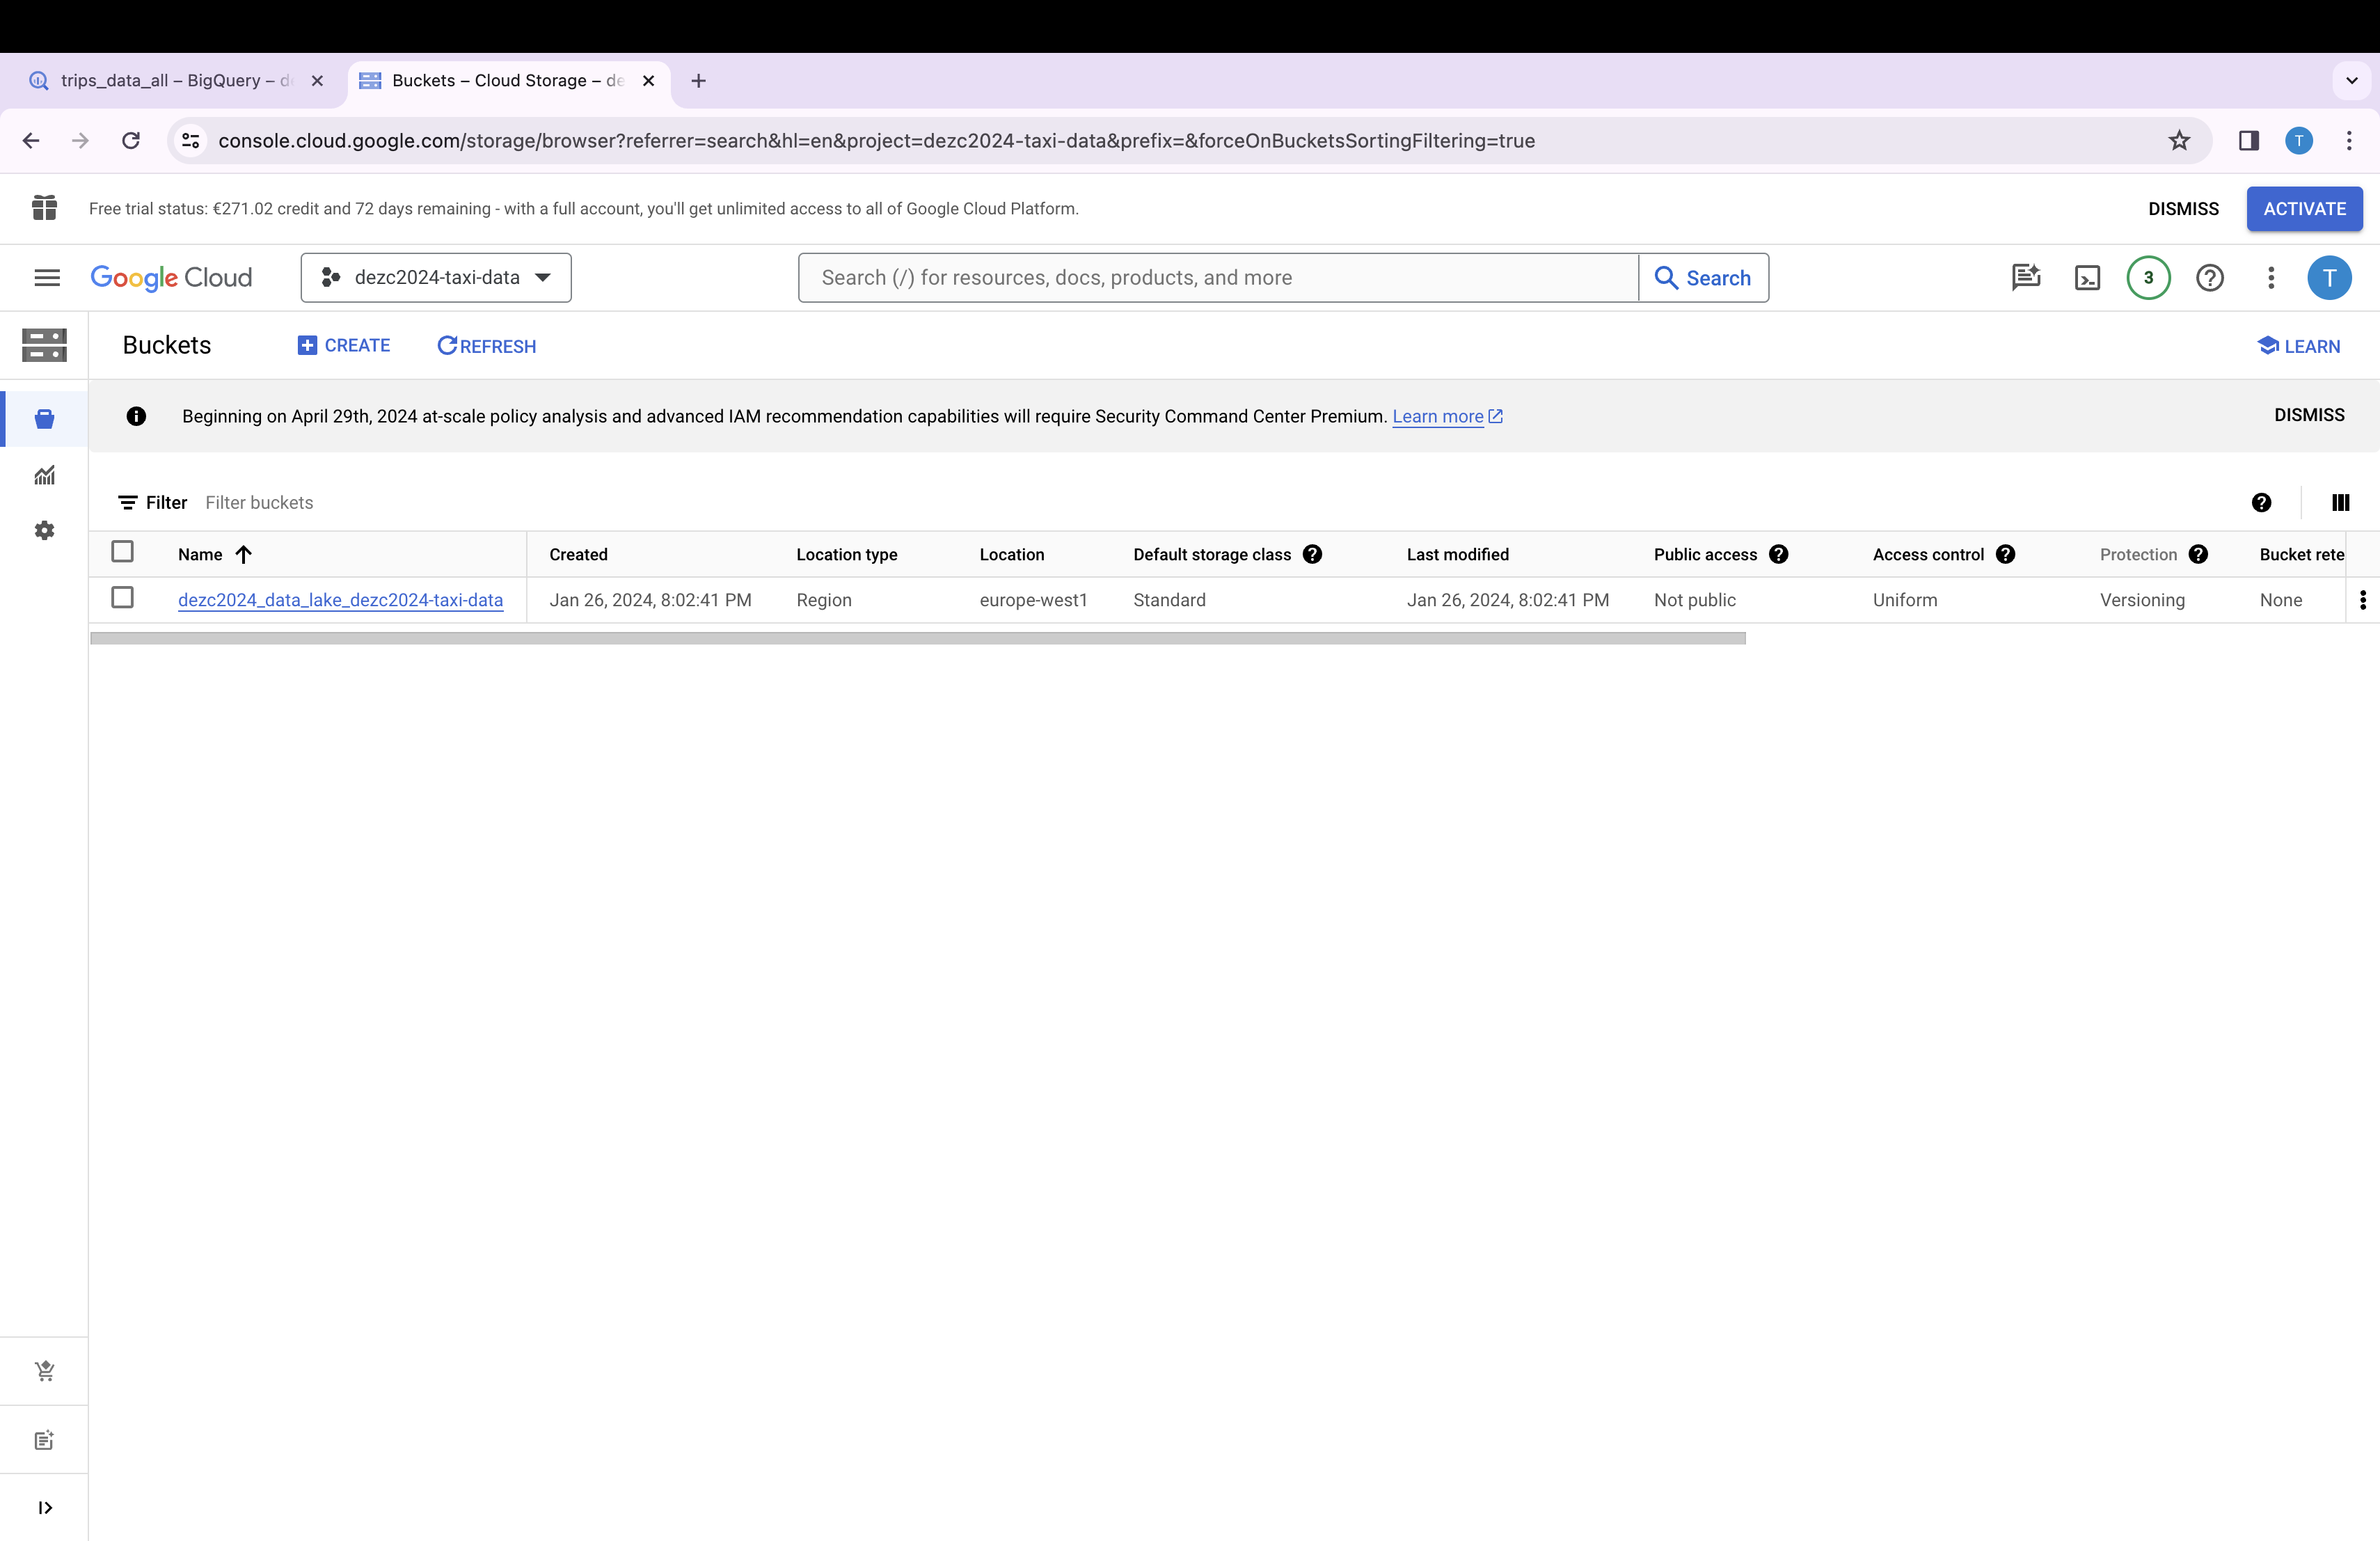 trips_data_all – BigQuery – d
Buckets – Cloud Storage – de
console.cloud.google.com/storage/browser?referrer=search&hl=en&project=dezc2024-taxi-data&prefix=&forceOnBucketsSortingFiltering=true
T
Free trial status: €271.02 credit and 72 days remaining - with a full account, you'll get unlimited access to all of Google Cloud Platform.
DISMISS
ACTIVATE
Google Cloud
dezc2024-taxi-data
Search (/) for resources, docs, products, and more
Search
3
T
Buckets
CREATE
REFRESH
LEARN
Beginning on April 29th, 2024 at-scale policy analysis and advanced IAM recommendation capabilities will require Security Command Center Premium. Learn more
DISMISS
Filter Filter buckets
Name Created Location type Location Default storage class Last modified Public access Access control Protection Bucket rete
dezc2024_data_lake_dezc2024-taxi-data Jan 26, 2024, 8:02:41 PM Region europe-west1 Standard Jan 26, 2024, 8:02:41 PM Not public Uniform Versioning None